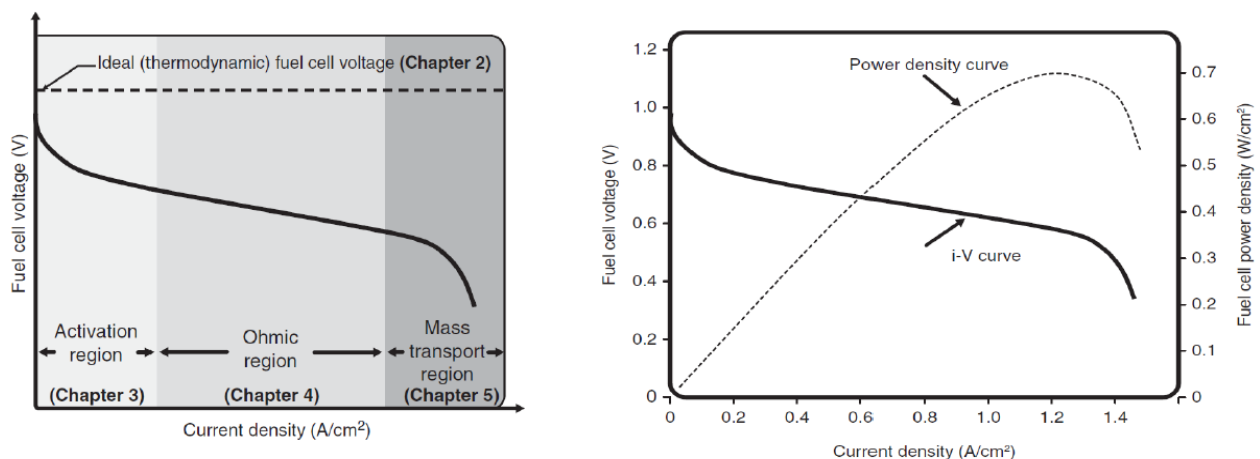 Ideal (thermodynamic) fuel cell voltage (Chapter 2)
Fuel cell voltage (V)
Activation
region
(Chapter 3)
Ohmic
region
(Chapter 4)
Mass
transport
region
(Chapter 5)
Current density (A/cm²)
1.2
1.0
0.8
0.6
0.4
0.2
0
Fuel cell voltage (V)
Power density curve
i-V curve
0.7
0.6
0.5
0.4
0.3
0.2
0.1
0
Fuel cell power density (W/cm²)
0
0.2
0.4
0.6
0.8
1.0
1.2
1.4
Current density (A/cm²)